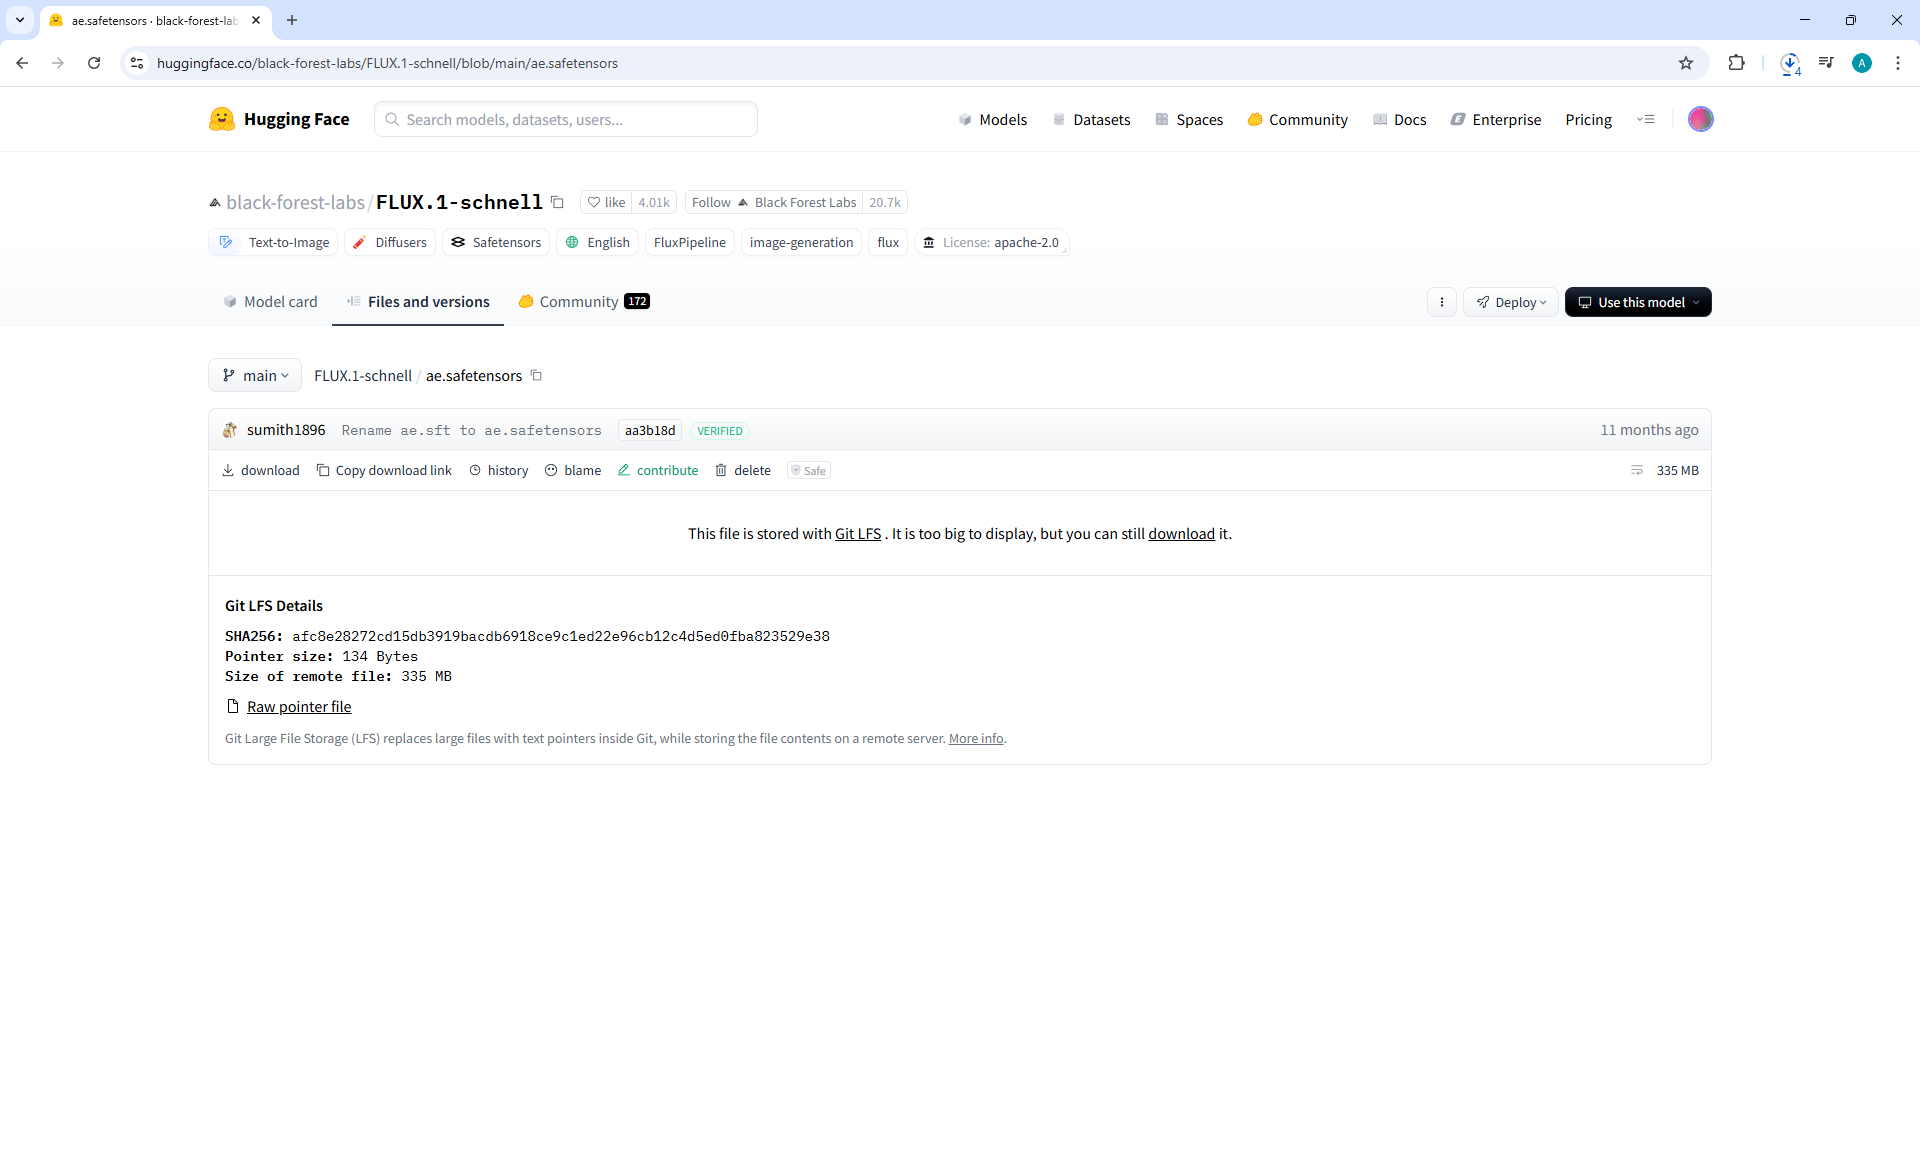 ae.safetensors · black-forest-lab
huggingface.co/black-forest-labs/FLUX.1-schnell/blob/main/ae.safetensors
4
A
Hugging Face
Search models, datasets, users...
Models
Datasets
Spaces
Community
Docs
Enterprise
Pricing
black-forest-labs/FLUX.1-schnell
like 4.01k
Follow Black Forest Labs 20.7k
Text-to-Image
Diffusers
Safetensors
English
FluxPipeline
image-generation
flux
License: apache-2.0
Model card
Files and versions
Community 172
Deploy
Use this model
main
FLUX.1-schnell / ae.safetensors
sumith1896 Rename ae.sft to ae.safetensors aa3b18d VERIFIED 11 months ago
download Copy download link history blame contribute delete Safe 335 MB
This file is stored with Git LFS . It is too big to display, but you can still download it.
Git LFS Details
SHA256: afc8e28272cd15db3919bacdb6918ce9c1ed22e96cb12c4d5ed0fba823529e38
Pointer size: 134 Bytes
Size of remote file: 335 MB
Raw pointer file
Git Large File Storage (LFS) replaces large files with text pointers inside Git, while storing the file contents on a remote server. More info.